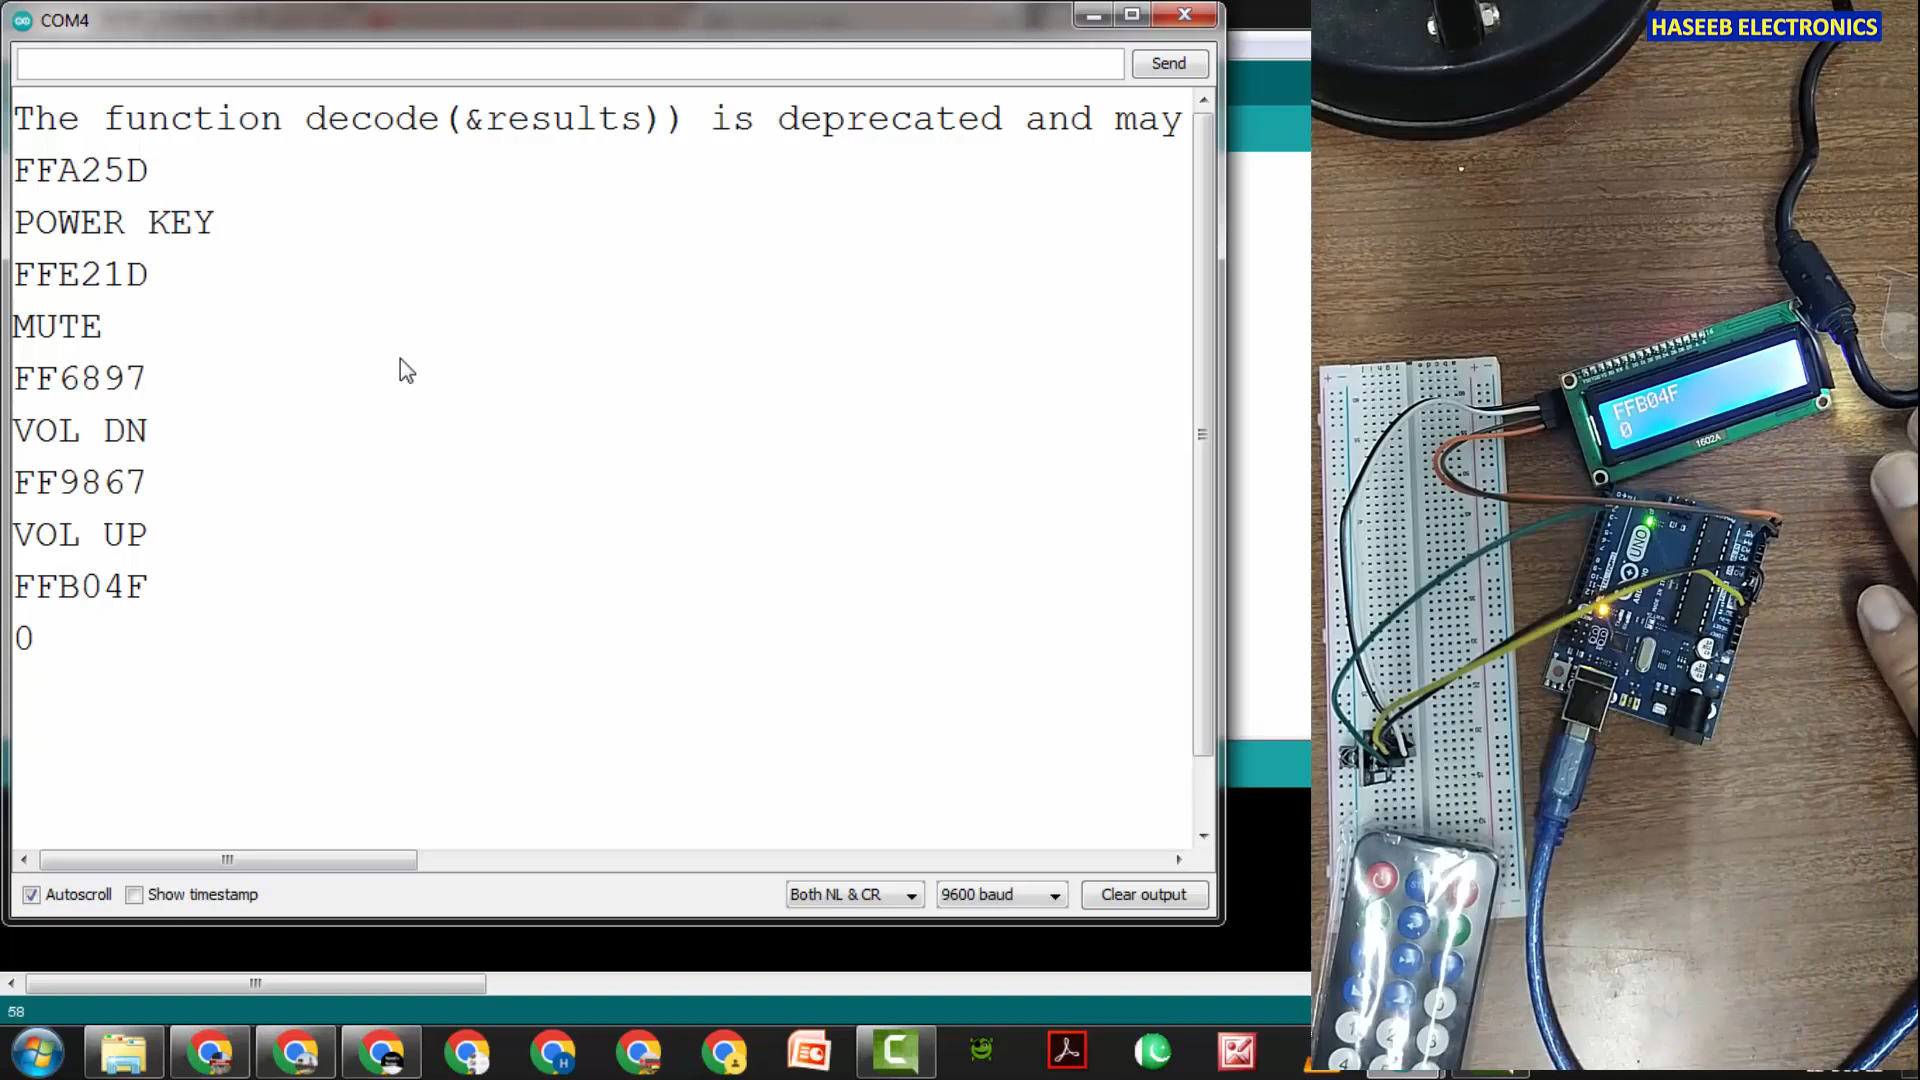 COM4
HASEEB ELECTRONICS
Send
The function decode(&results)) is deprecated and may
FFA25D
POWER KEY
FFE21D
MUTE
FF6897
VOL DN
FF9867
VOL UP
FFB04F
0
FFB04F
0
1602A
UNO
Autoscroll
Show timestamp
Both NL & CR
9600 baud
Clear output
58